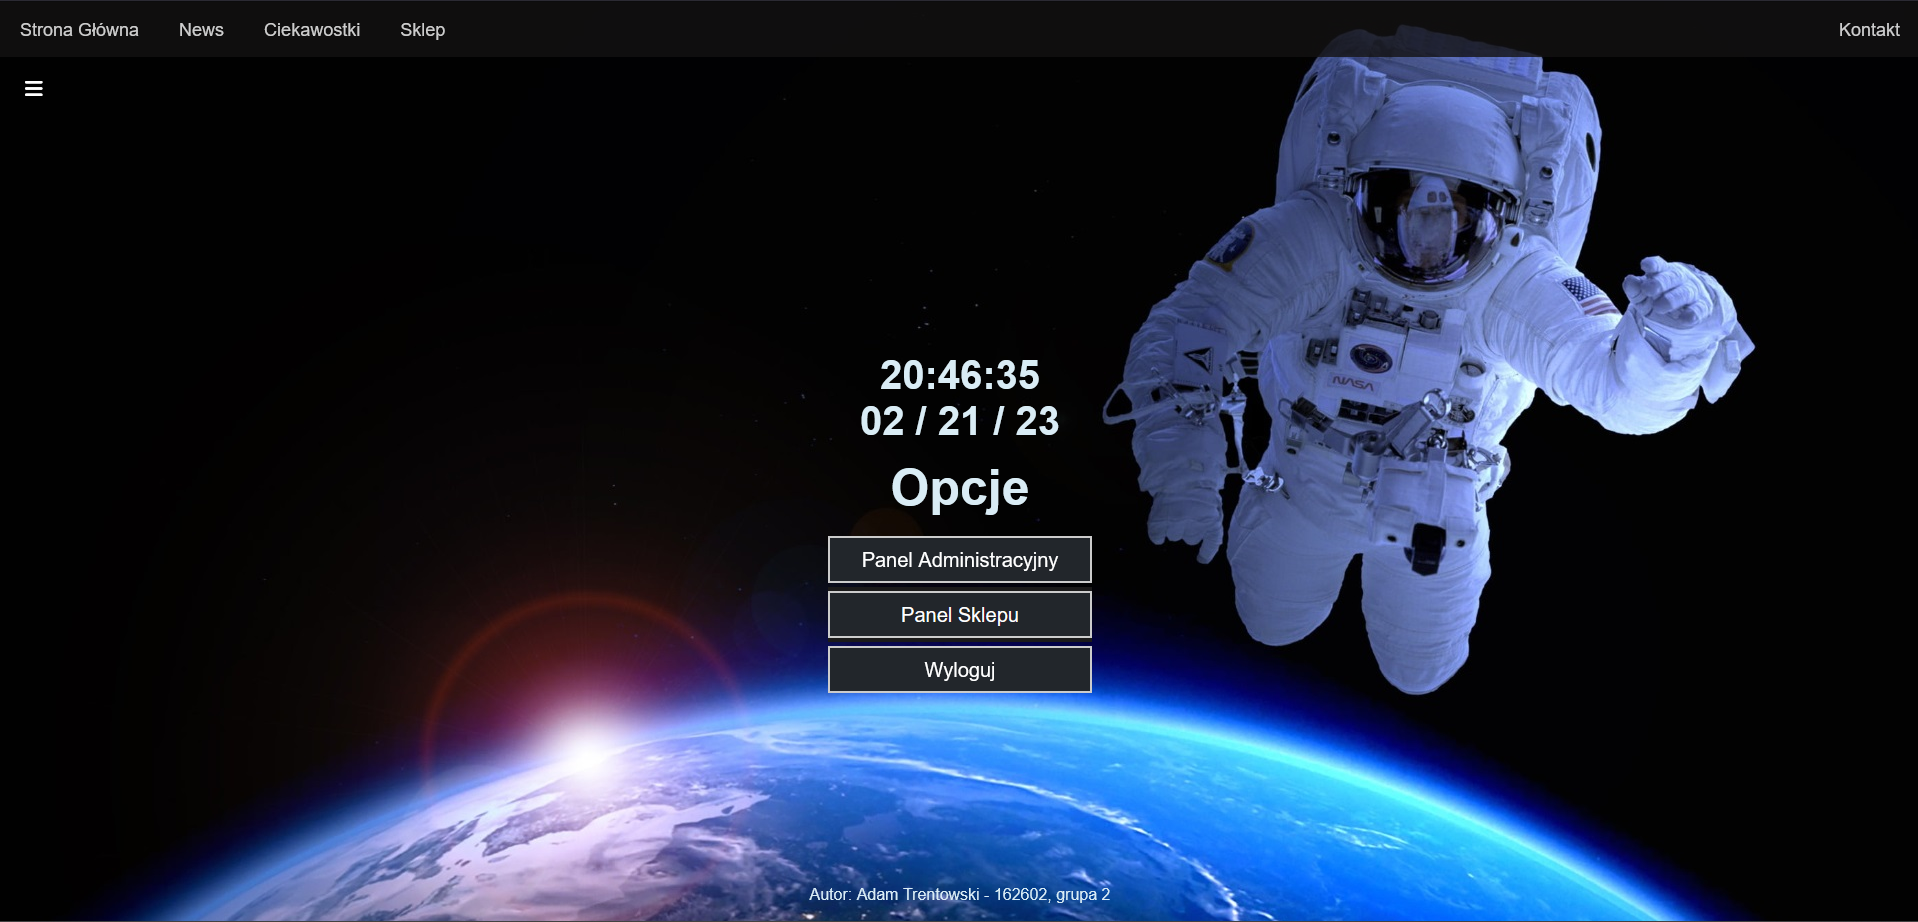 Strona Główna News Ciekawostki Sklep Kontakt
20:46:35
02 / 21 / 23
NASA
Opcje
Panel Administracyjny
Panel Sklepu
Wyloguj
Autor: Adam Trentowski - 162602, grupa 2